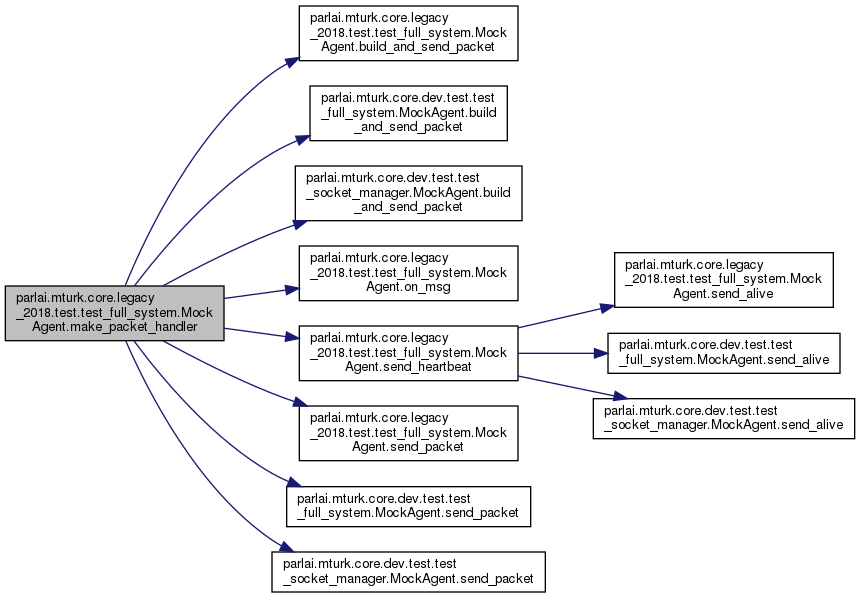 parlai.mturk.core.legacy
_2018.test.test_full_system.Mock
Agent.make_packet_handler
parlai.mturk.core.legacy
_2018.test.test_full_system.Mock
Agent.build_and_send_packet
parlai.mturk.core.dev.test.test
_full_system.MockAgent.build
_and_send_packet
parlai.mturk.core.dev.test.test
_socket_manager.MockAgent.build
_and_send_packet
parlai.mturk.core.legacy
_2018.test.test_full_system.Mock
Agent.on_msg
parlai.mturk.core.legacy
_2018.test.test_full_system.Mock
Agent.send_heartbeat
parlai.mturk.core.legacy
_2018.test.test_full_system.Mock
Agent.send_alive
parlai.mturk.core.dev.test.test
_full_system.MockAgent.send_alive
parlai.mturk.core.dev.test.test
_socket_manager.MockAgent.send_alive
parlai.mturk.core.legacy
_2018.test.test_full_system.Mock
Agent.send_packet
parlai.mturk.core.dev.test.test
_full_system.MockAgent.send_packet
parlai.mturk.core.dev.test.test
_socket_manager.MockAgent.send_packet